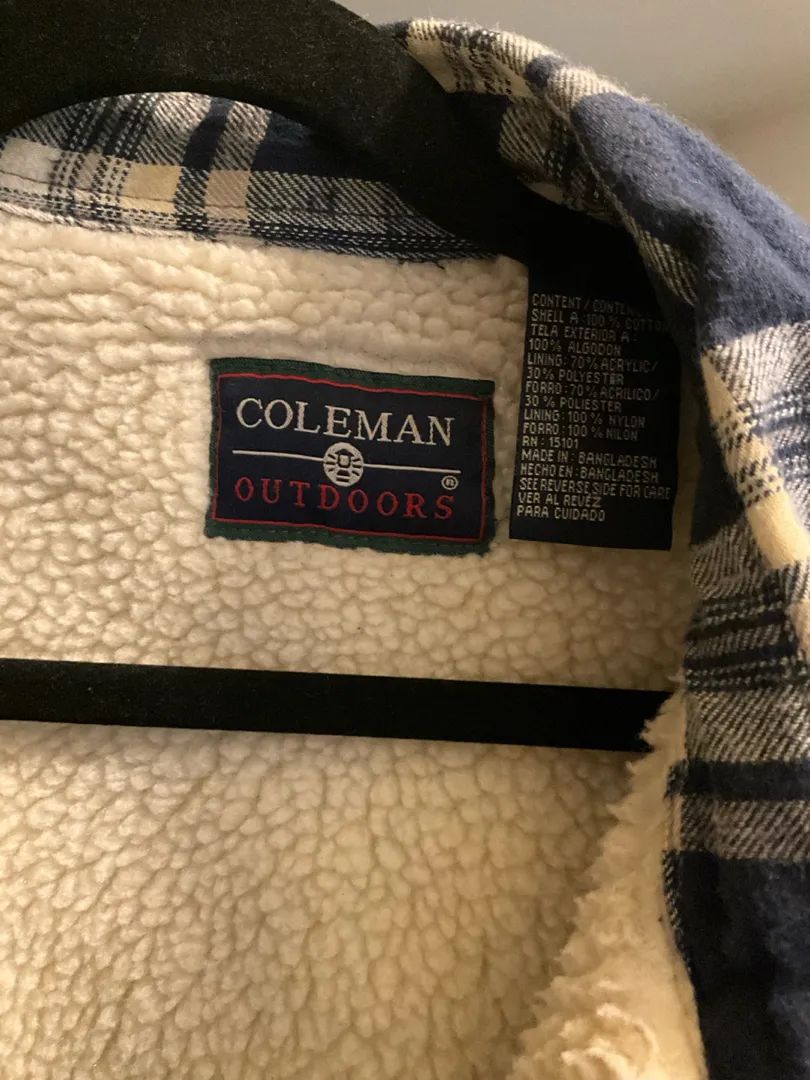 COLEMAN
OUTDOORS
®
CONTENT /
SHELL A: 100 % COTTON
TELA EXTERIOR A:
100 % ALGODON
LINING: 70 % ACRYLIC /
30 % POLYESTER
FORRO: 70 % ACRILICO /
30 % POLIESTER
LINING: 100 % NYLON
FORRO: 100 % NILON
RN: 15101
MADE IN: BANGLADESH
HECHO EN: BANGLADESH
SEE REVERSE SIDE FOR CARE
VER AL REVEZ
PARA CUIDADO